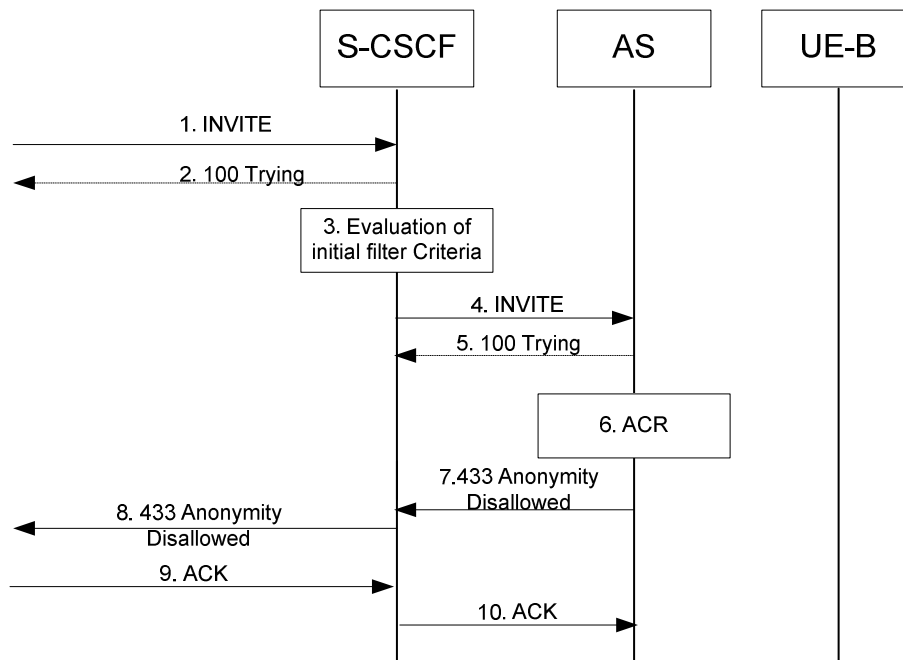 S-CSCF
AS
UE-B
1. INVITE
2. 100 Trying
3. Evaluation of
initial filter Criteria
4. INVITE
5. 100 Trying
6. ACR
7.433 Anonymity
Disallowed
8. 433 Anonymity
Disallowed
9. ACK
10. ACK